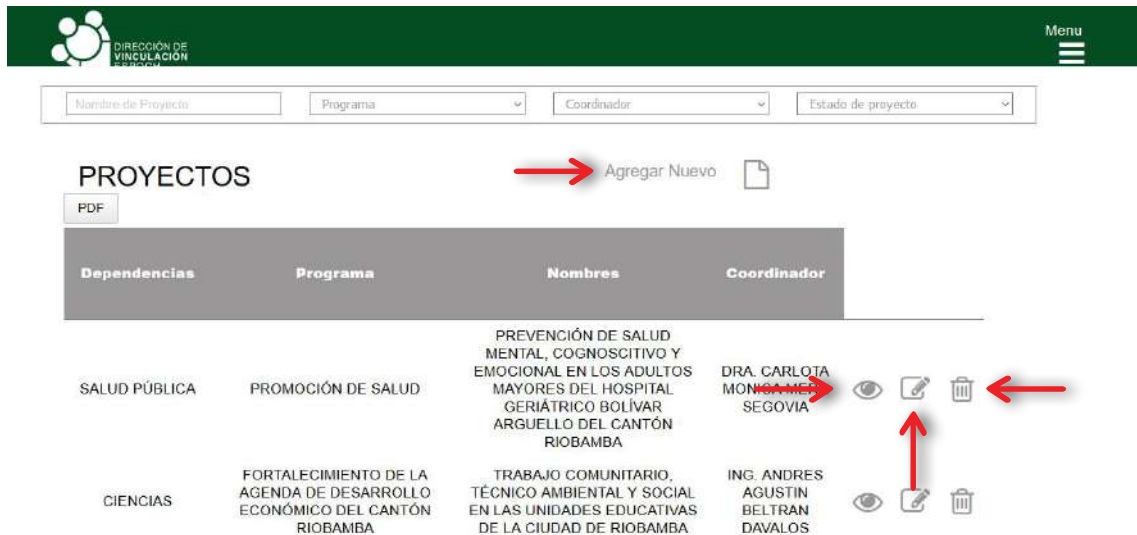 DIRECCIÓN DE
VINCULACIÓN
ESPOCH
Menu
Nombre de Proyecto
Programa
Coordinador
Estado de proyecto
PROYECTOS
Agregar Nuevo
PDF
Dependencias
Programa
Nombres
Coordinador
SALUD PÚBLICA
PROMOCIÓN DE SALUD
PREVENCIÓN DE SALUD
MENTAL, COGNOSCITIVO Y
EMOCIONAL EN LOS ADULTOS
MAYORES DEL HOSPITAL
GERIÁTRICO BOLÍVAR
ARGUELLO DEL CANTÓN
RIOBAMBA
DRA. CARLOTA
MONICA
SEGOVIA
CIENCIAS
FORTALECIMIENTO DE LA
AGENDA DE DESARROLLO
ECONÓMICO DEL CANTÓN
RIOBAMBA
TRABAJO COMUNITARIO,
TÉCNICO AMBIENTAL Y SOCIAL
EN LAS UNIDADES EDUCATIVAS
DE LA CIUDAD DE RIOBAMBA
ING. ANDRES
AGUSTIN
BELTRAN
DAVALOS